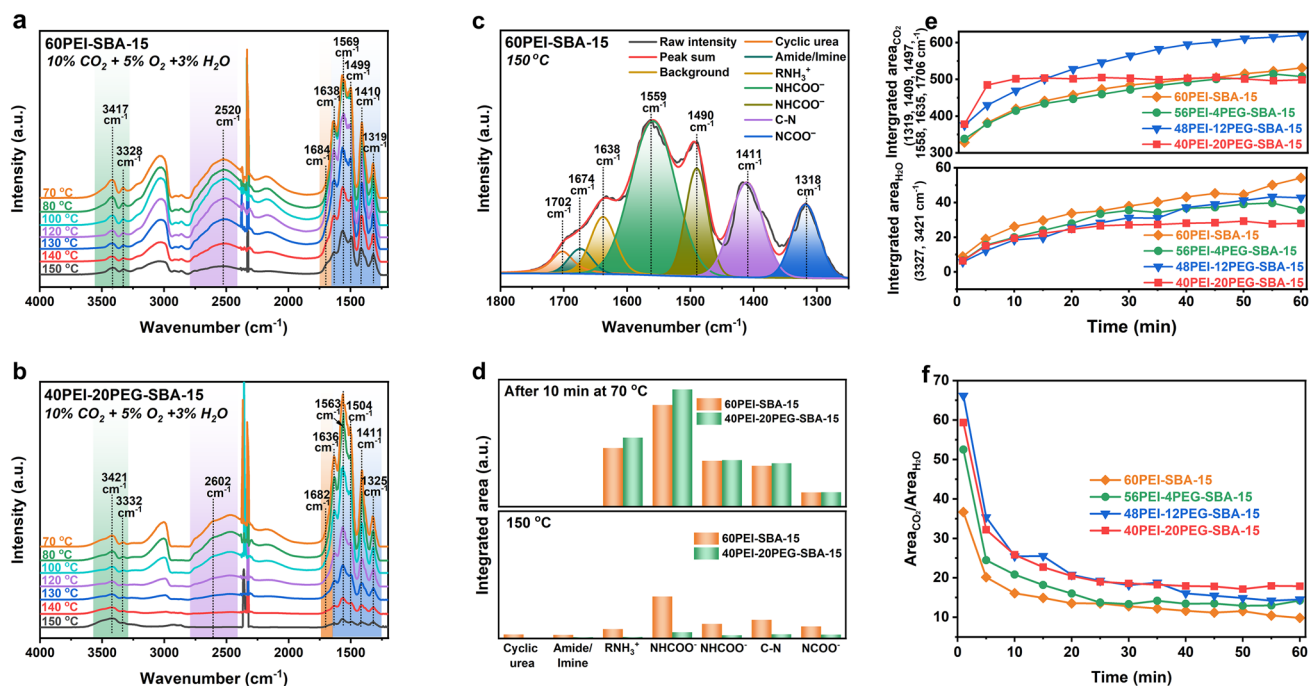 a
60PEI-SBA-15
10% CO₂ + 5% O₂ +3% H₂O
3417
cm⁻¹
3328
cm⁻¹
2520
cm⁻¹
1684
cm⁻¹
1638
cm⁻¹
1569
cm⁻¹
1499
cm⁻¹
1410
cm⁻¹
1319
cm⁻¹
70 °C
80 °C
100 °C
120 °C
130 °C
140 °C
150 °C
Intensity (a.u.)
4000 3500 3000 2500 2000 1500
Wavenumber (cm⁻¹)
b
40PEI-20PEG-SBA-15
10% CO₂ + 5% O₂ +3% H₂O
3421
cm⁻¹
3332
cm⁻¹
2602
cm⁻¹
1682
cm⁻¹
1636
cm⁻¹
1563
cm⁻¹
1504
cm⁻¹
1411
cm⁻¹
1325
cm⁻¹
70 °C
80 °C
100 °C
120 °C
130 °C
140 °C
150 °C
Intensity (a.u.)
4000 3500 3000 2500 2000 1500
Wavenumber (cm⁻¹)
c
60PEI-SBA-15
150 °C
Raw intensity
Peak sum
Background
Cyclic urea
Amide/Imine
RNH₃⁺
NHCOO⁻
NHCOO⁻
C-N
NCOO⁻
1702
cm⁻¹
1674
cm⁻¹
1638
cm⁻¹
1559
cm⁻¹
1490
cm⁻¹
1411
cm⁻¹
1318
cm⁻¹
Intensity (a.u.)
1800 1700 1600 1500 1400 1300
Wavenumber (cm⁻¹)
d
After 10 min at 70 °C
60PEI-SBA-15
40PEI-20PEG-SBA-15
150 °C
60PEI-SBA-15
40PEI-20PEG-SBA-15
Integrated area (a.u.)
Cyclic urea
Amide/Imine
RNH₃⁺
NHCOO⁻
NHCOO⁻
C-N
NCOO⁻
e
Intergrated area CO₂
(1319, 1409, 1497,
1558, 1635, 1706 cm⁻¹)
600
500
400
300
60PEI-SBA-15
56PEI-4PEG-SBA-15
48PEI-12PEG-SBA-15
40PEI-20PEG-SBA-15
Intergrated area H₂O
(3327, 3421 cm⁻¹)
60
40
20
0
60PEI-SBA-15
56PEI-4PEG-SBA-15
48PEI-12PEG-SBA-15
40PEI-20PEG-SBA-15
0 10 20 30 40 50 60
Time (min)
f
Area CO₂/Area H₂O
70
60
50
40
30
20
10
0
60PEI-SBA-15
56PEI-4PEG-SBA-15
48PEI-12PEG-SBA-15
40PEI-20PEG-SBA-15
0 10 20 30 40 50 60
Time (min)